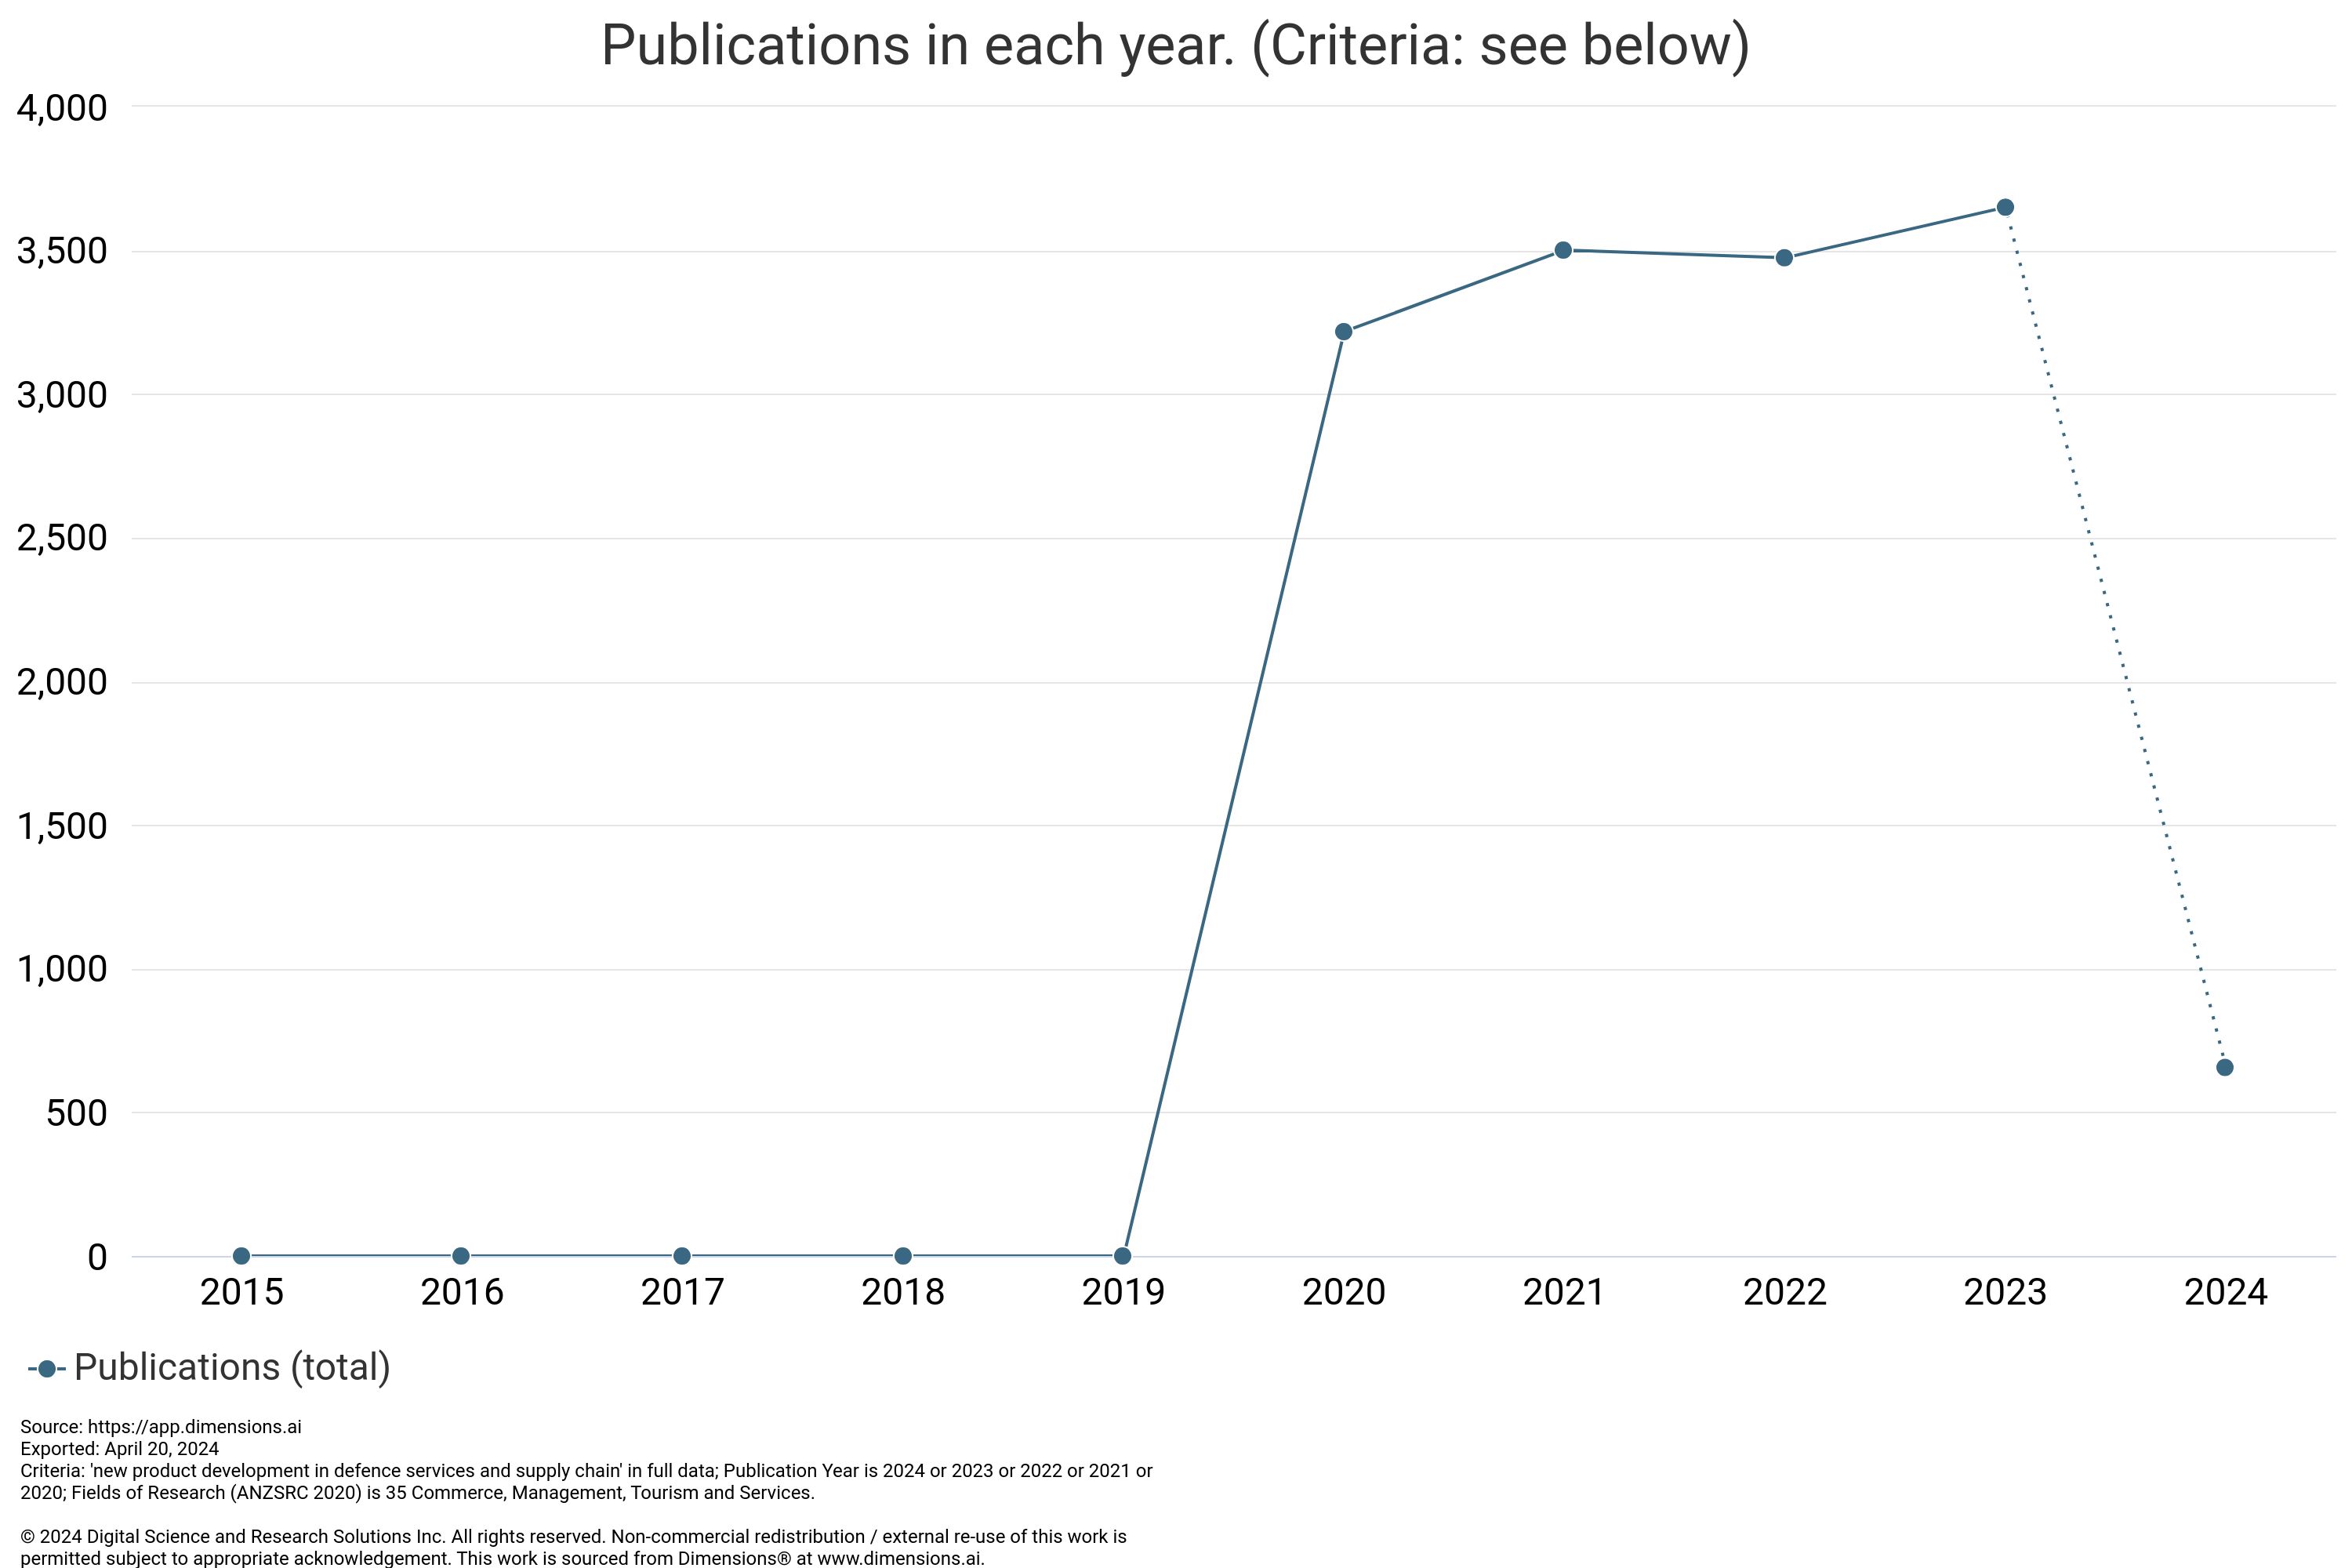 Publications in each year. (Criteria: see below)
4,000
3,500
3,000
2,500
2,000
1,500
1,000
500
0
2015 2016 2017 2018 2019 2020 2021 2022 2023 2024
Publications (total)
Source: https://app.dimensions.ai
Exported: April 20, 2024
Criteria: 'new product development in defence services and supply chain' in full data; Publication Year is 2024 or 2023 or 2022 or 2021 or
2020; Fields of Research (ANZSRC 2020) is 35 Commerce, Management, Tourism and Services.
© 2024 Digital Science and Research Solutions Inc. All rights reserved. Non-commercial redistribution / external re-use of this work is
permitted subject to appropriate acknowledgement. This work is sourced from Dimensions® at www.dimensions.ai.